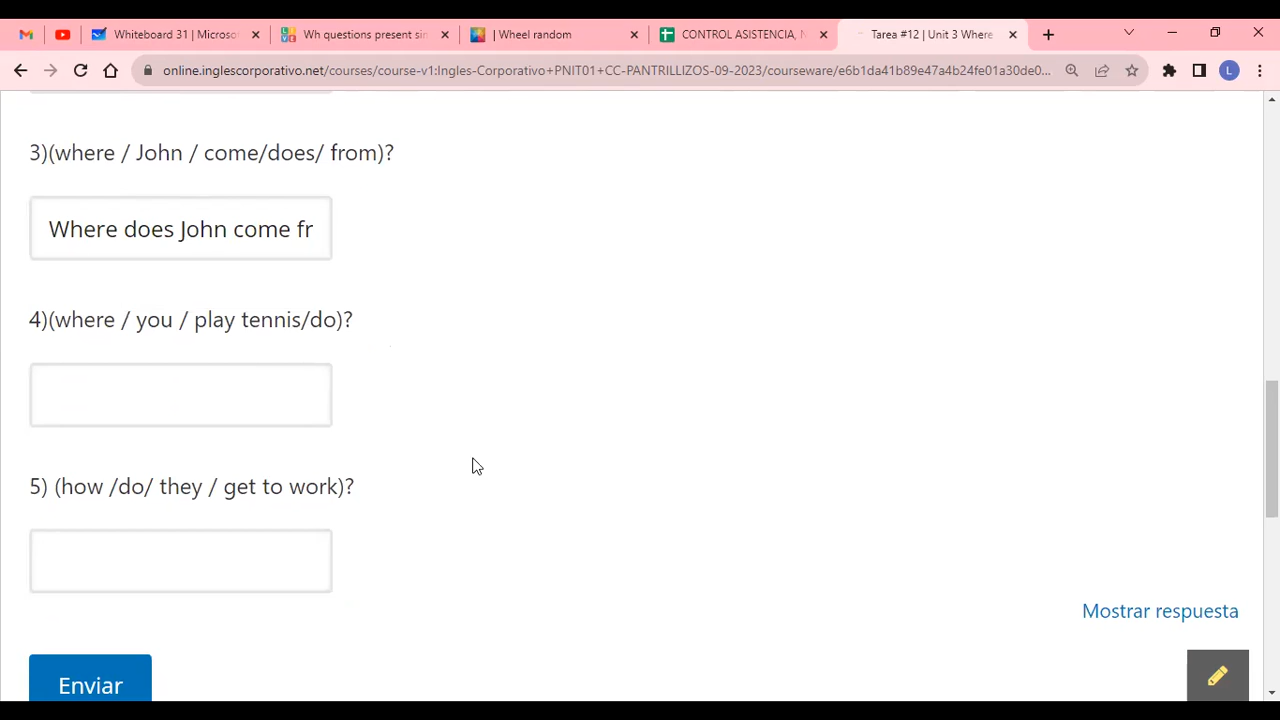 Whiteboard 31 | Microso
Wh questions present sin
| Wheel random
CONTROL ASISTENCIA, N
Tarea #12 | Unit 3 Where
online.inglescorporativo.net/courses/course-v1:Ingles-Corporativo+PNIT01+CC-PANTRILLIZOS-09-2023/courseware/e6b1da41b89e47a4b24fe01a30de0...
L
3)(where / John / come/does/ from)?
Where does John come fr
4)(where / you / play tennis/do)?
5) (how /do/ they / get to work)?
Mostrar respuesta
Enviar